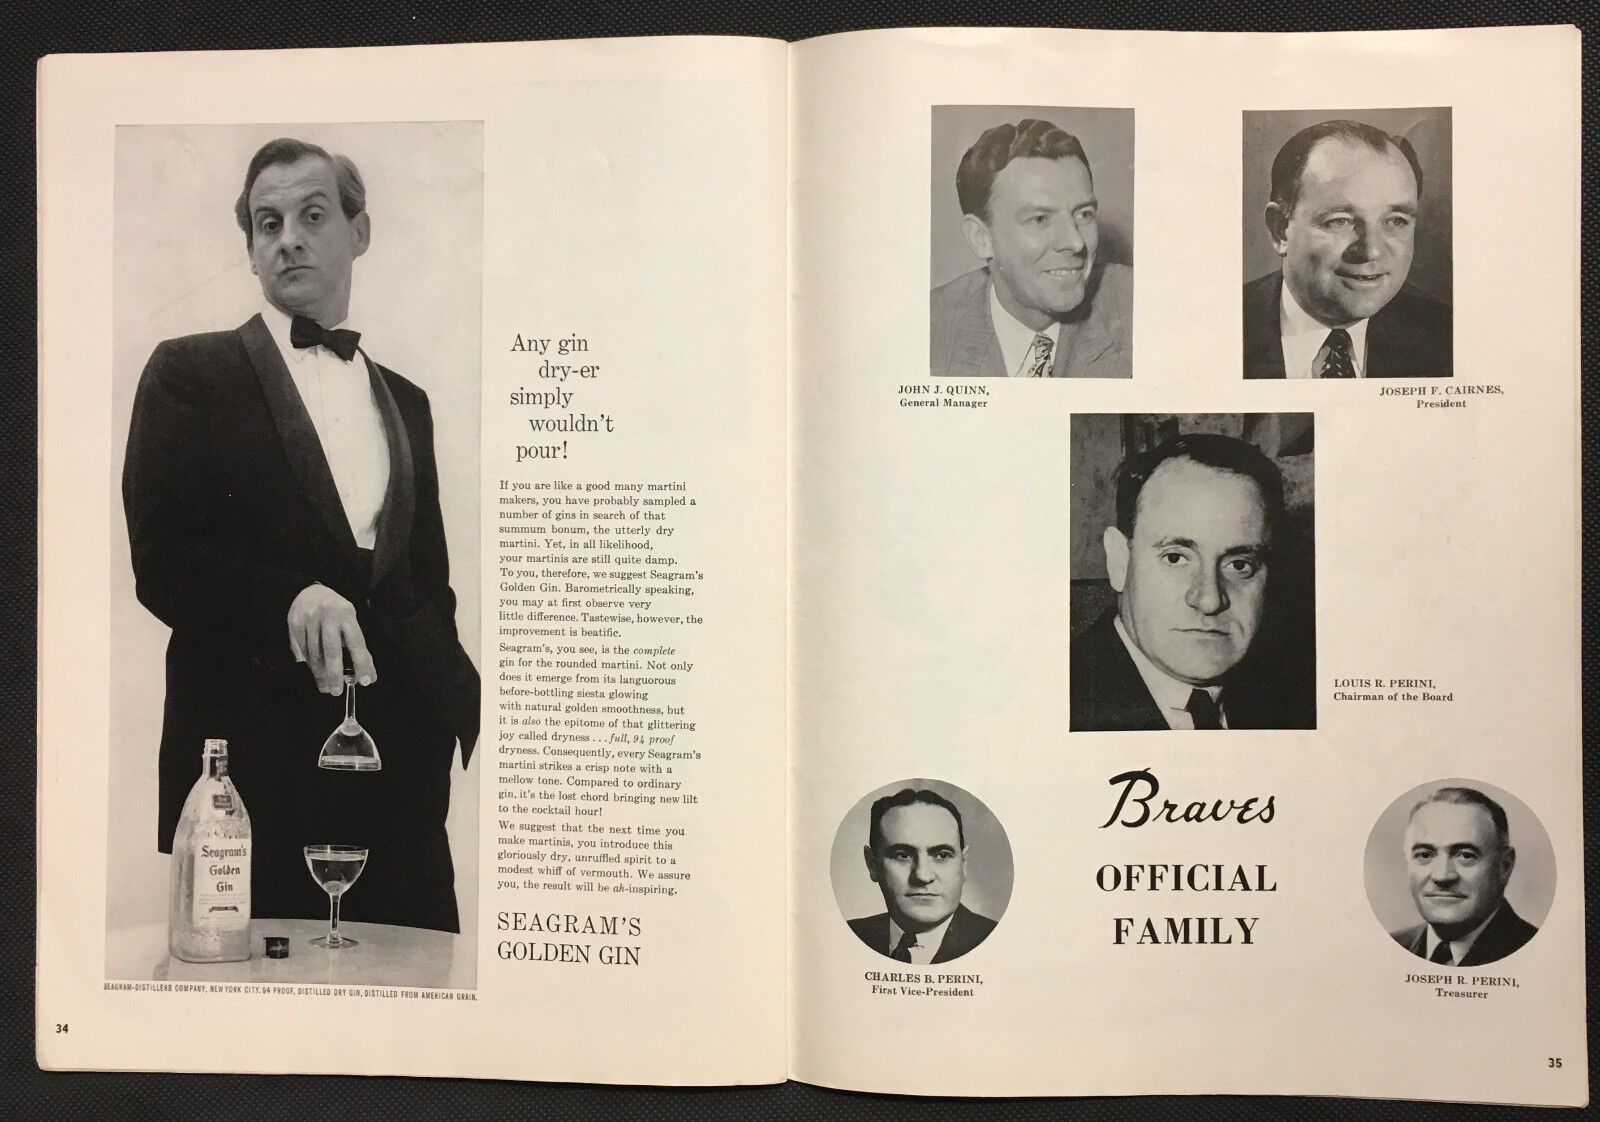 Any gin
dry-er
simply
wouldn't
pour!
If you are like a good many martini
makers, you have probably sampled a
number of gins in search of that
summum bonum, the utterly dry
martini. Yet, in all likelihood,
your martinis are still quite damp.
To you, therefore, we suggest Seagram's
Golden Gin. Barometrically speaking,
you may at first observe very
little difference. Tastewise, however, the
improvement is beatific.
Seagram's, you see, is the complete
gin for the rounded martini. Not only
does it emerge from its languorous
before-bottling siesta glowing
with natural golden smoothness, but
it is also the epitome of that glittering
joy called dryness . . . full, 94 proof
dryness. Consequently, every Seagram's
martini strikes a crisp note with a
mellow tone. Compared to ordinary
gin, it's the lost chord bringing new lilt
to the cocktail hour!
We suggest that the next time you
make martinis, you introduce this
gloriously dry, unruffled spirit to a
modest whiff of vermouth. We assure
you, the result will be ah-inspiring.
SEAGRAM'S
GOLDEN GIN
Seagram's
Golden
Gin
SEAGRAM-DISTILLERS COMPANY, NEW YORK CITY. 94 PROOF, DISTILLED DRY GIN, DISTILLED FROM AMERICAN GRAIN.
34
JOHN J. QUINN,
General Manager
JOSEPH F. CAIRNES,
President
LOUIS R. PERINI,
Chairman of the Board
Braves
OFFICIAL
FAMILY
CHARLES B. PERINI,
First Vice-President
JOSEPH R. PERINI,
Treasurer
35